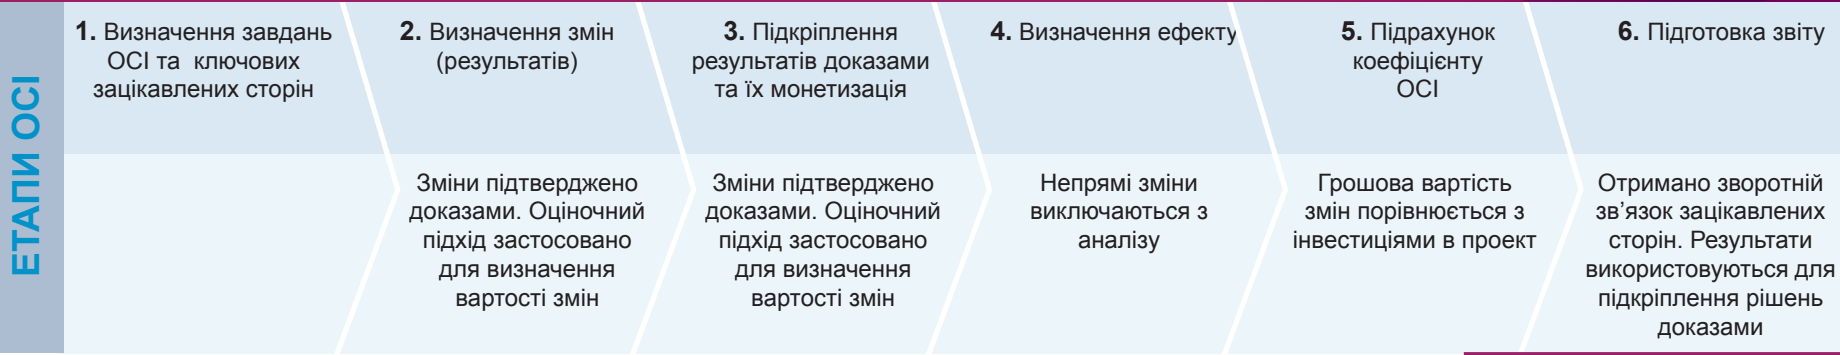 ЕТАПИ ОСІ
1. Визначення завдань
ОСІ та ключових
зацікавлених сторін
2. Визначення змін
(результатів)
Зміни підтверджено
доказами. Оціночний
підхід застосовано
для визначення
вартості змін
3. Підкріплення
результатів доказами
та їх монетизація
Зміни підтверджено
доказами. Оціночний
підхід застосовано
для визначення
вартості змін
4. Визначення ефекту
Непрямі зміни
виключаються з
аналізу
5. Підрахунок
коефіцієнту
ОСІ
Грошова вартість
змін порівнюється з
інвестиціями в проект
6. Підготовка звіту
Отримано зворотній
зв’язок зацікавлених
сторін. Результати
використовуються для
підкріплення рішень
доказами